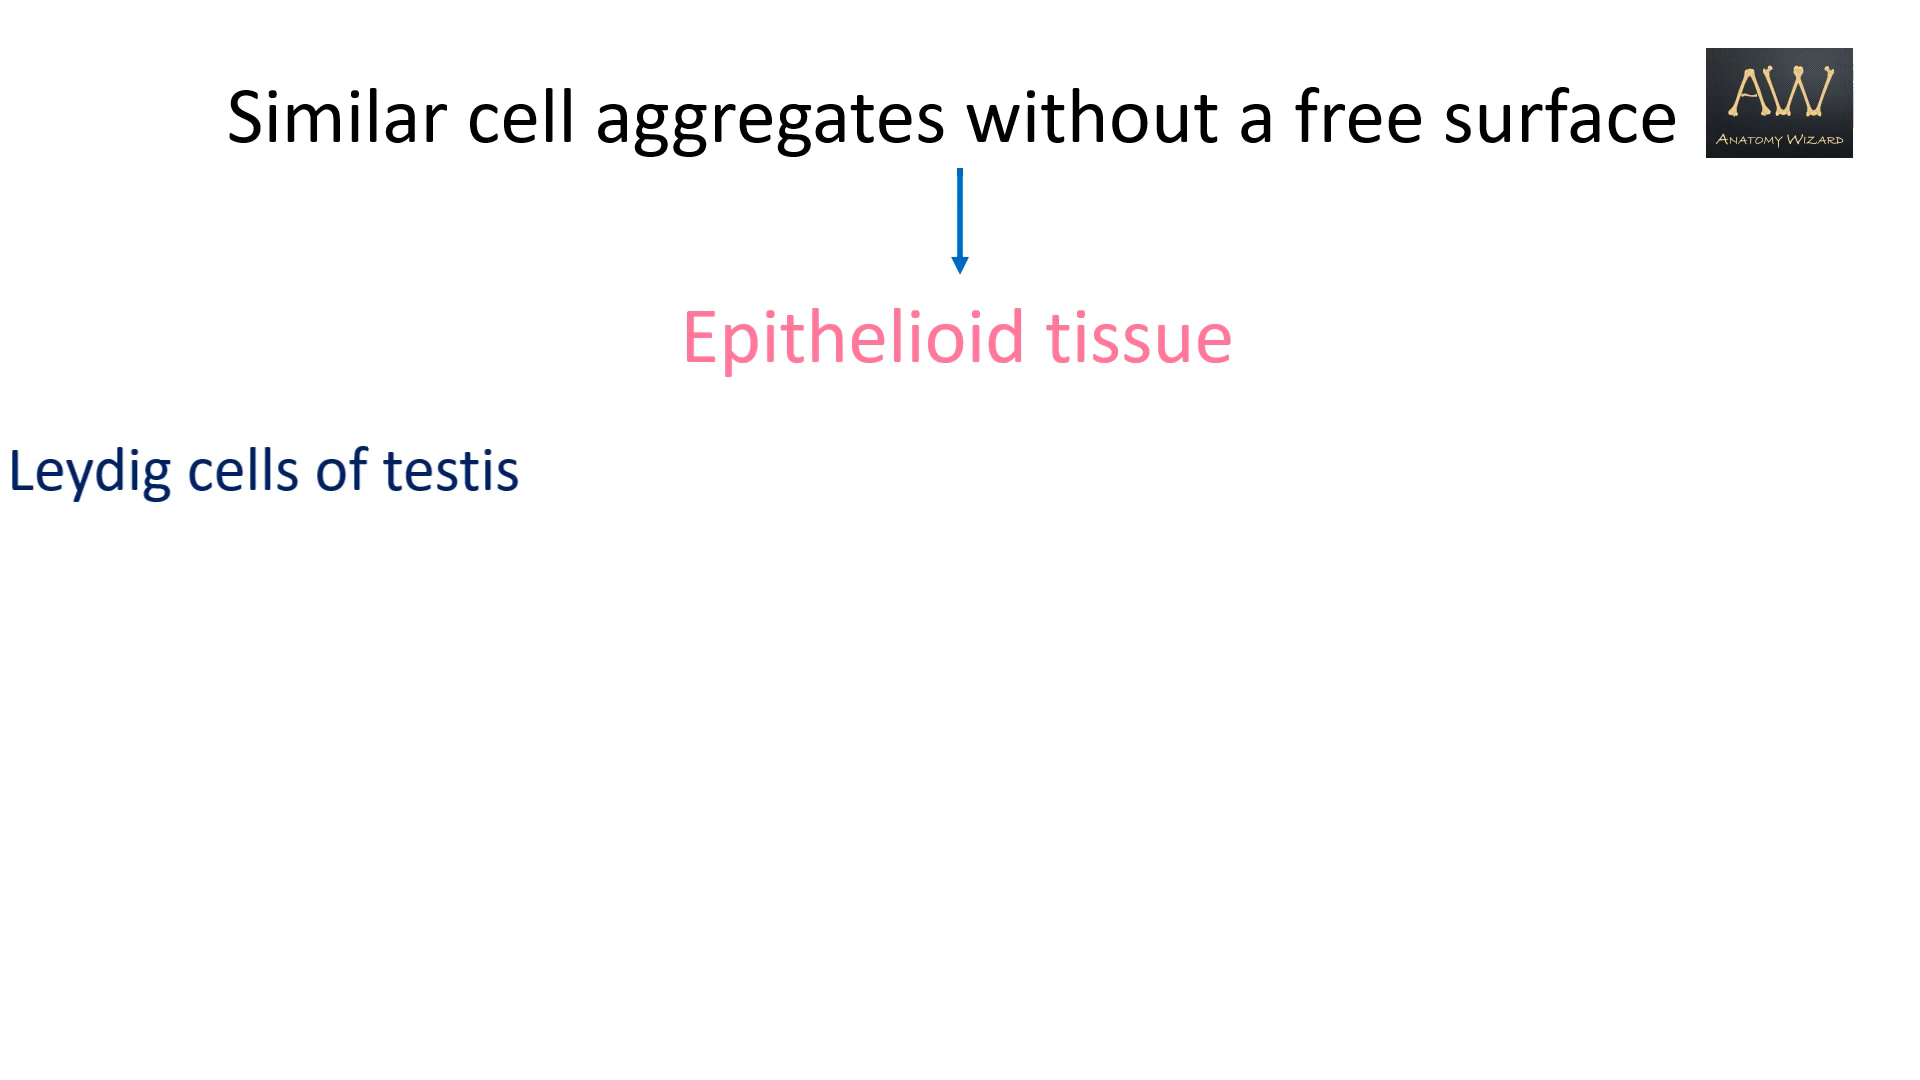 Similar cell aggregates without a free surface
AW
Anatomy Wizard
Epithelioid tissue
Leydig cells of testis